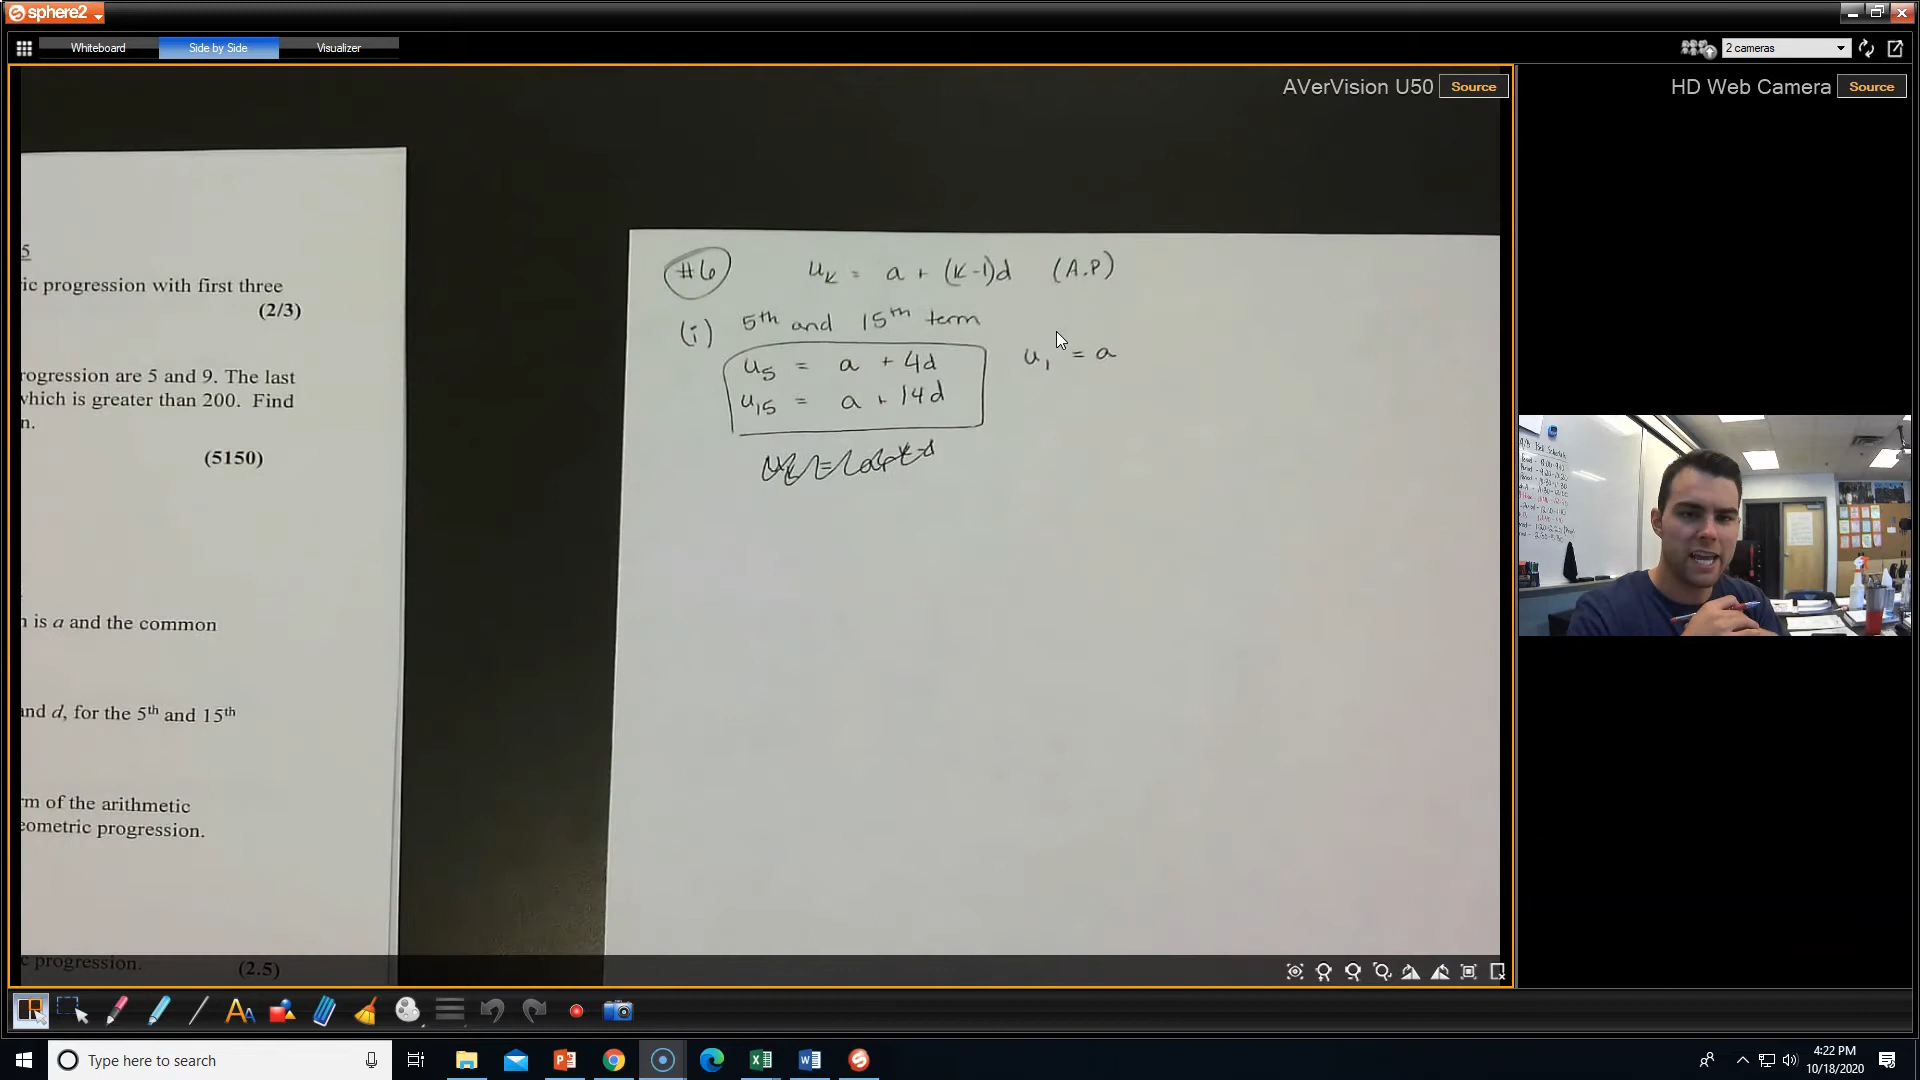 sphere2
Whiteboard
Side by Side
Visualizer
2 cameras
AVerVision U50
Source
HD Web Camera
Source
5
ic progression with first three
(2/3)
rogression are 5 and 9. The last
which is greater than 200. Find
n.
(5150)
n is a and the common
and d, for the 5th and 15th
rm of the arithmetic
eometric progression.
c progression.
(2.5)
#6 uk = a + (k-1)d (A.P)
(i) 5th and 15th term
u5 = a + 4d
u1 = a
u15 = a + 14d
Bell Schedule
Type here to search
4:22 PM
10/18/2020